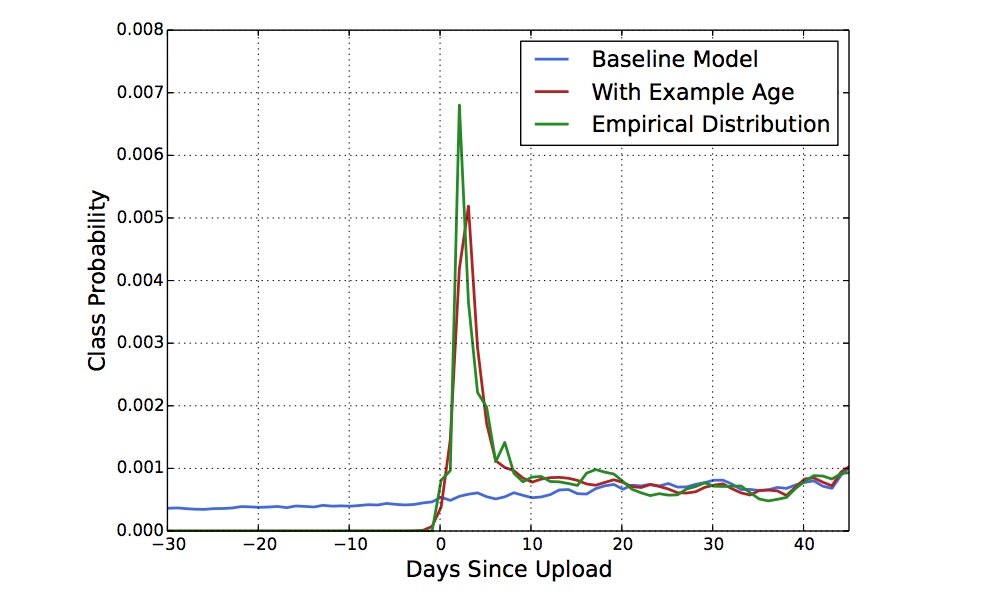 0.008
0.007
0.006
0.005
0.004
0.003
0.002
0.001
0.000
Class Probability
Baseline Model
With Example Age
Empirical Distribution
−30 −20 −10 0 10 20 30 40
Days Since Upload